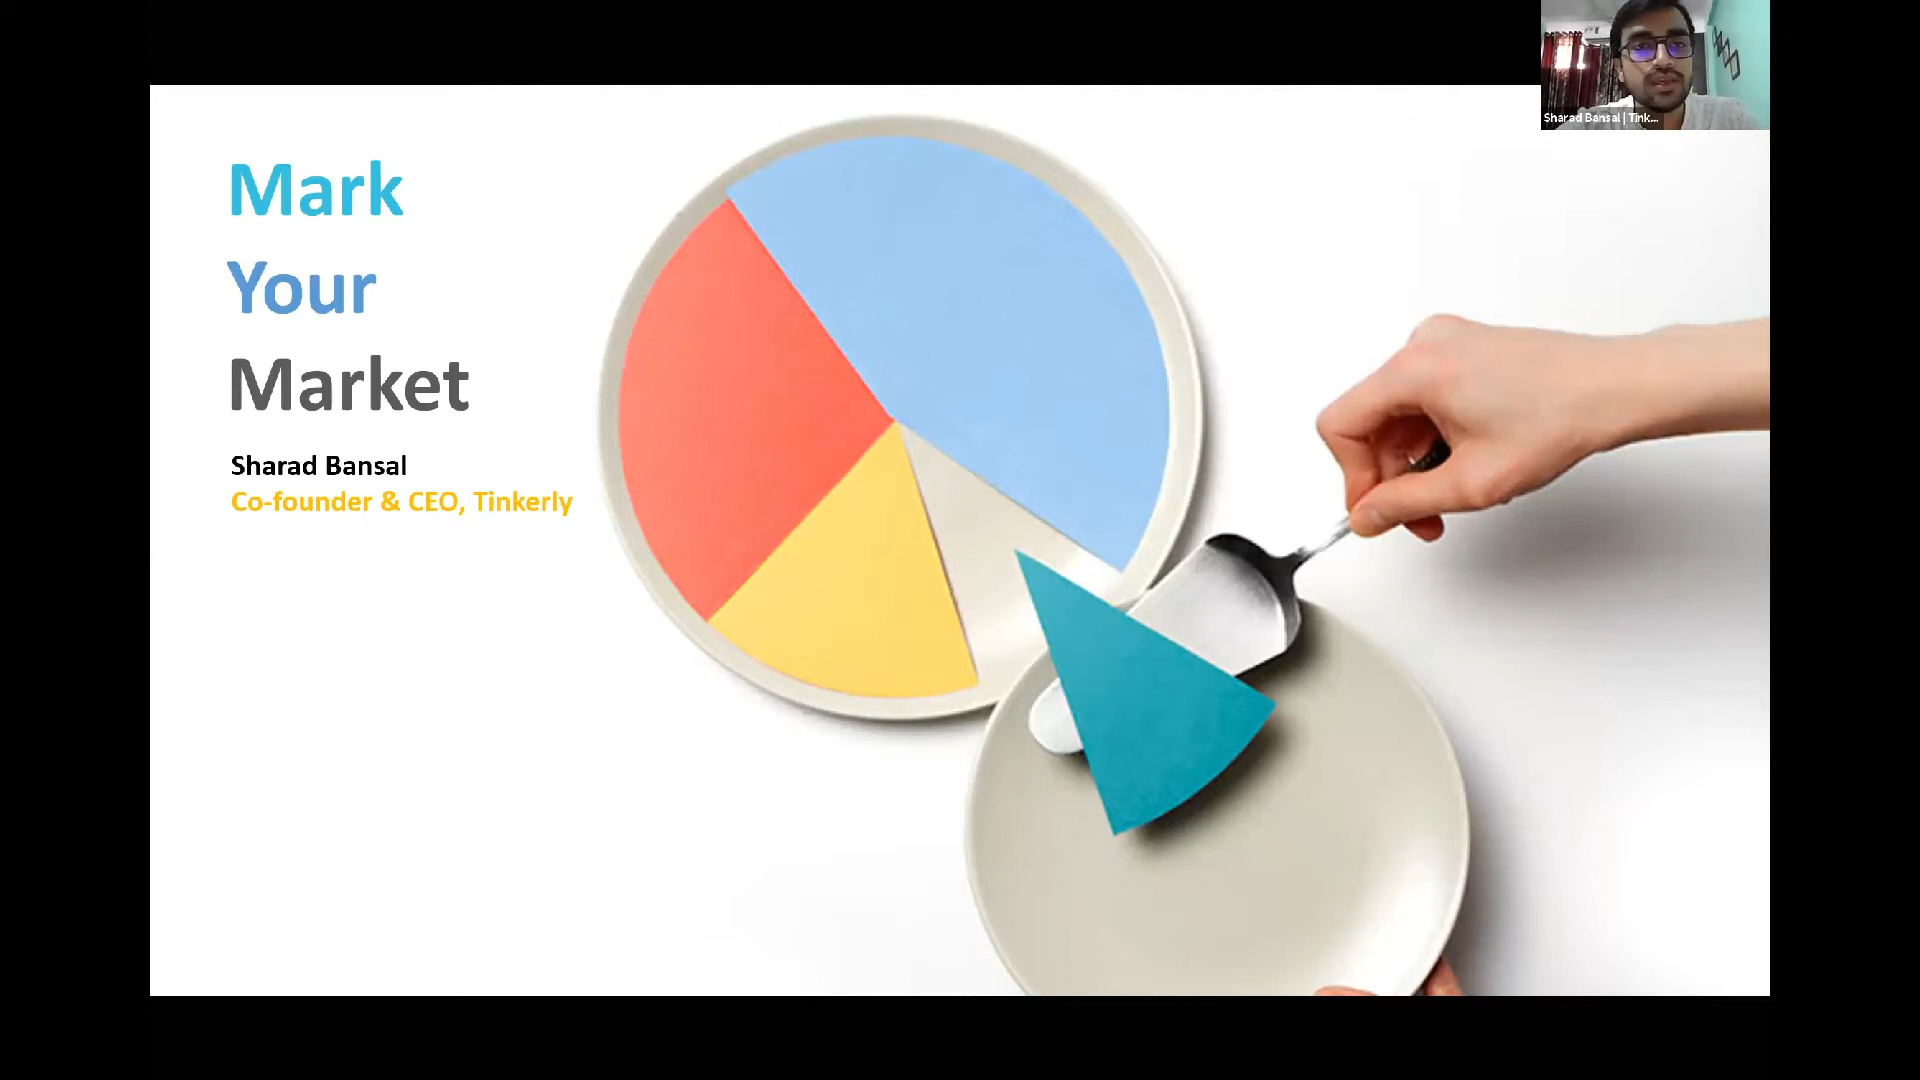 Mark
Your
Market
Sharad Bansal
Co-founder & CEO, Tinkerly
Sharad Bansal | Tink...